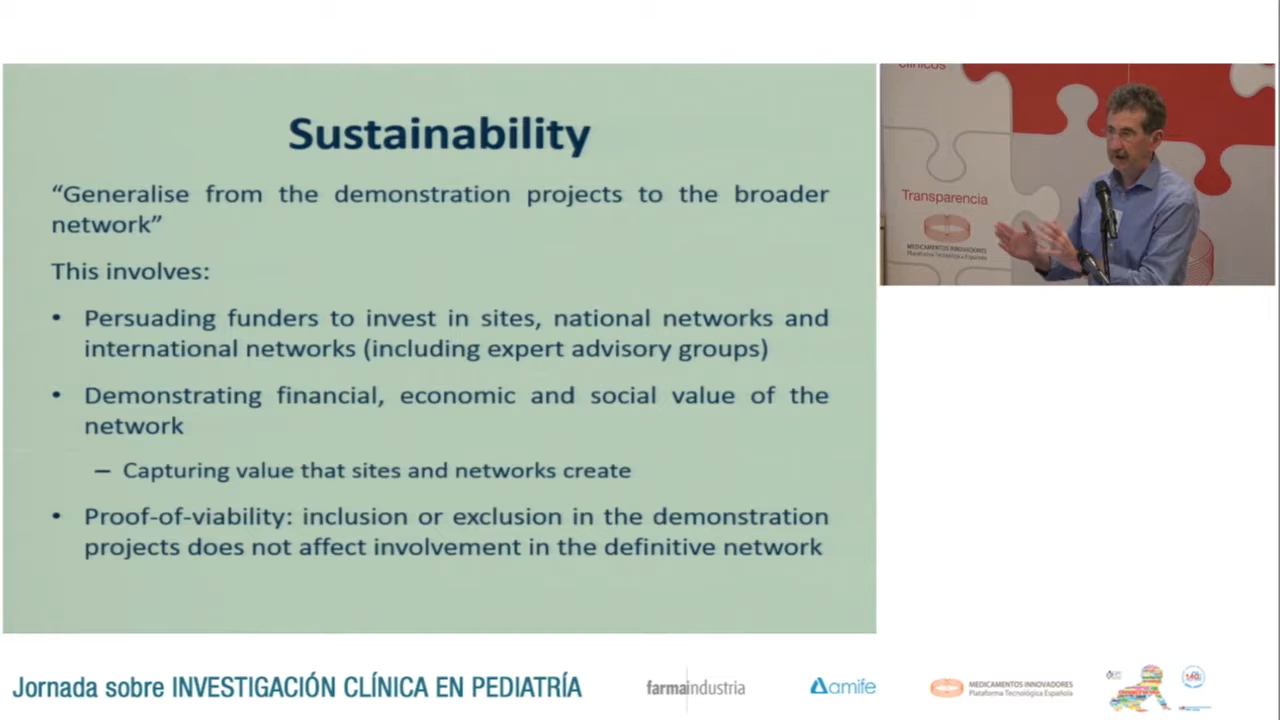 Sustainability
“Generalise from the demonstration projects to the broader
network”
This involves:
• Persuading funders to invest in sites, national networks and
international networks (including expert advisory groups)
• Demonstrating financial, economic and social value of the
network
– Capturing value that sites and networks create
• Proof-of-viability: inclusion or exclusion in the demonstration
projects does not affect involvement in the definitive network
clínicos
Transparencia
MEDICAMENTOS INNOVADORES
Plataforma Tecnológica Española
Jornada sobre INVESTIGACIÓN CLÍNICA EN PEDIATRÍA
farmaindustria
amife
MEDICAMENTOS INNOVADORES
Plataforma Tecnológica Española